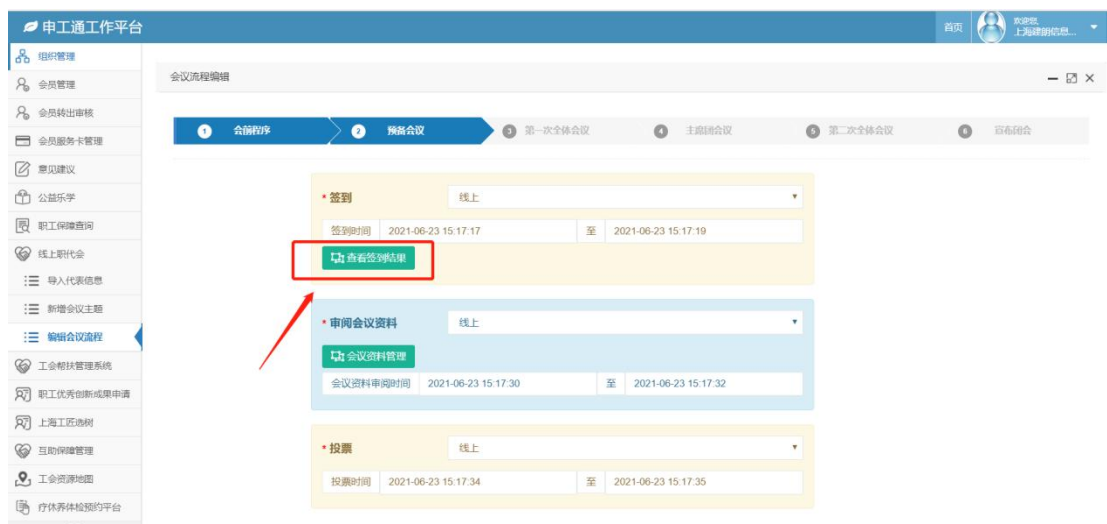 申工通工作平台
首页
欢迎您,
上海建朗信息...
组织管理
会员管理
会员转出审核
会员服务卡管理
意见建议
公益乐学
职工保障查询
线上职代会
导入代表信息
新增会议主题
编辑会议流程
工会帮扶管理系统
职工优秀创新成果申请
上海工匠选树
互助保障管理
工会资源地图
疗休养体检预约平台
会议流程编辑
1 会前程序
2 预备会议
3 第一次全体会议
4 主席团会议
5 第二次全体会议
6 宣布闭会
* 签到 线上
签到时间 2021-06-23 15:17:17 至 2021-06-23 15:17:19
查看签到结果
* 审阅会议资料 线上
会议资料管理
会议资料审阅时间 2021-06-23 15:17:30 至 2021-06-23 15:17:32
* 投票 线上
投票时间 2021-06-23 15:17:34 至 2021-06-23 15:17:35